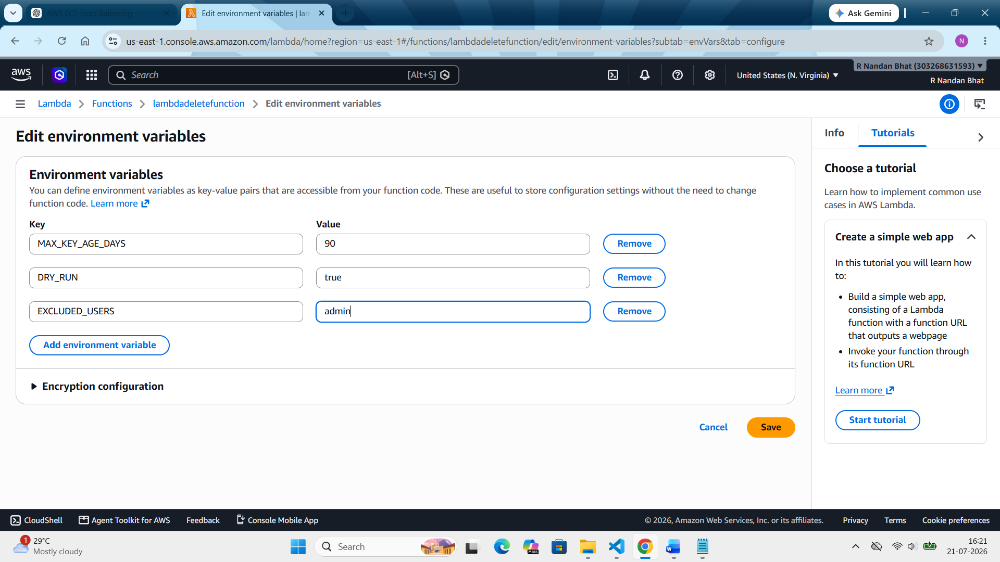 AWS EC2 Load Balancing
Edit environment variables | lam
Ask Gemini
us-east-1.console.aws.amazon.com/lambda/home?region=us-east-1#/functions/lambdadeletefunction/edit/environment-variables?subtab=envVars&tab=configure
N
aws
Search
[Alt+S]
United States (N. Virginia)
R Nandan Bhat (303268631593)
R Nandan Bhat
Lambda
Functions
lambdadeletefunction
Edit environment variables
Edit environment variables
Environment variables
You can define environment variables as key-value pairs that are accessible from your function code. These are useful to store configuration settings without the need to change
function code. Learn more
Key
Value
MAX_KEY_AGE_DAYS
90
Remove
DRY_RUN
true
Remove
EXCLUDED_USERS
admin
Remove
Add environment variable
Encryption configuration
Cancel
Save
Info
Tutorials
Choose a tutorial
Learn how to implement common use
cases in AWS Lambda.
Create a simple web app
In this tutorial you will learn how
to:
• Build a simple web app,
consisting of a Lambda
function with a function URL
that outputs a webpage
• Invoke your function through
its function URL
Learn more
Start tutorial
CloudShell
Agent Toolkit for AWS
Feedback
Console Mobile App
© 2026, Amazon Web Services, Inc. or its affiliates.
Privacy
Terms
Cookie preferences
1
29°C
Mostly cloudy
Search
M365
W
16:21
21-07-2026